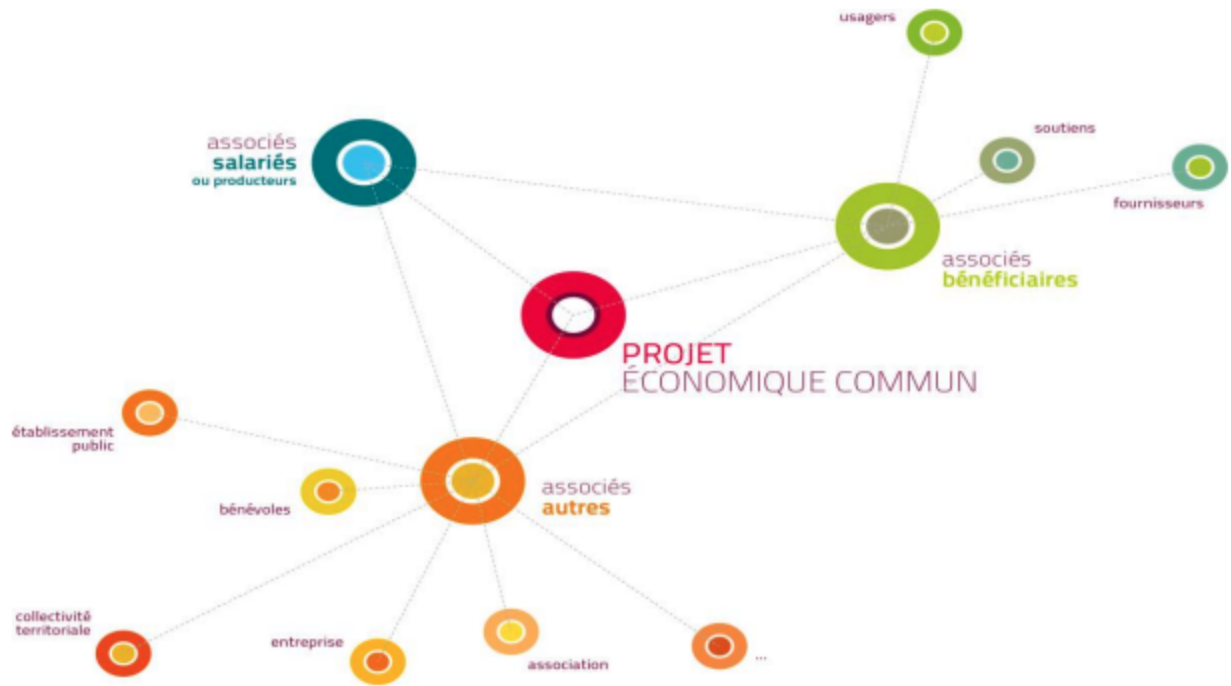 usagers
associés
salariés
ou producteurs
soutiens
fournisseurs
associés
bénéficiaires
PROJET
ÉCONOMIQUE COMMUN
établissement
public
bénévoles
associés
autres
collectivité
territoriale
entreprise
association
...